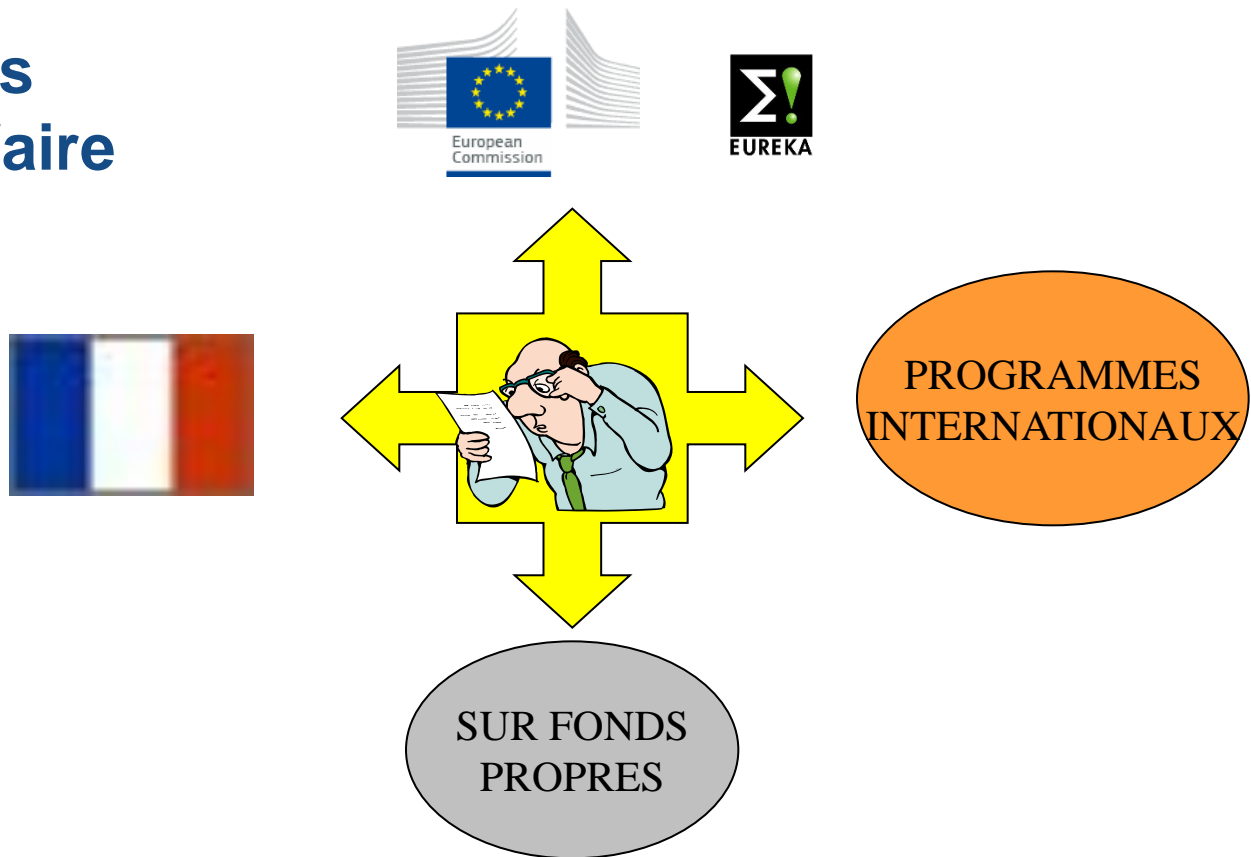 s
aire
European
Commission
Σ!
EUREKA
PROGRAMMES
INTERNATIONAUX
SUR FONDS
PROPRES